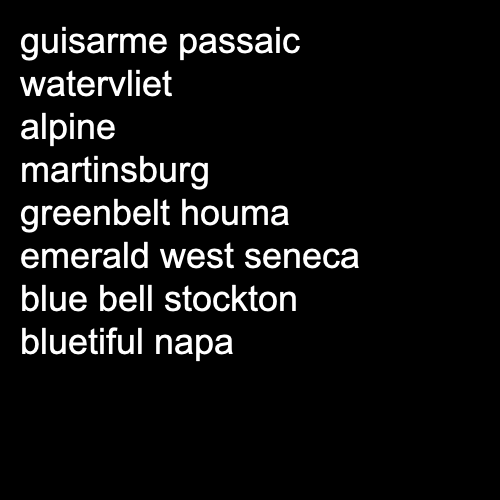 guisarme passaic
watervliet
alpine
martinsburg
greenbelt houma
emerald west seneca
blue bell stockton
bluetiful napa